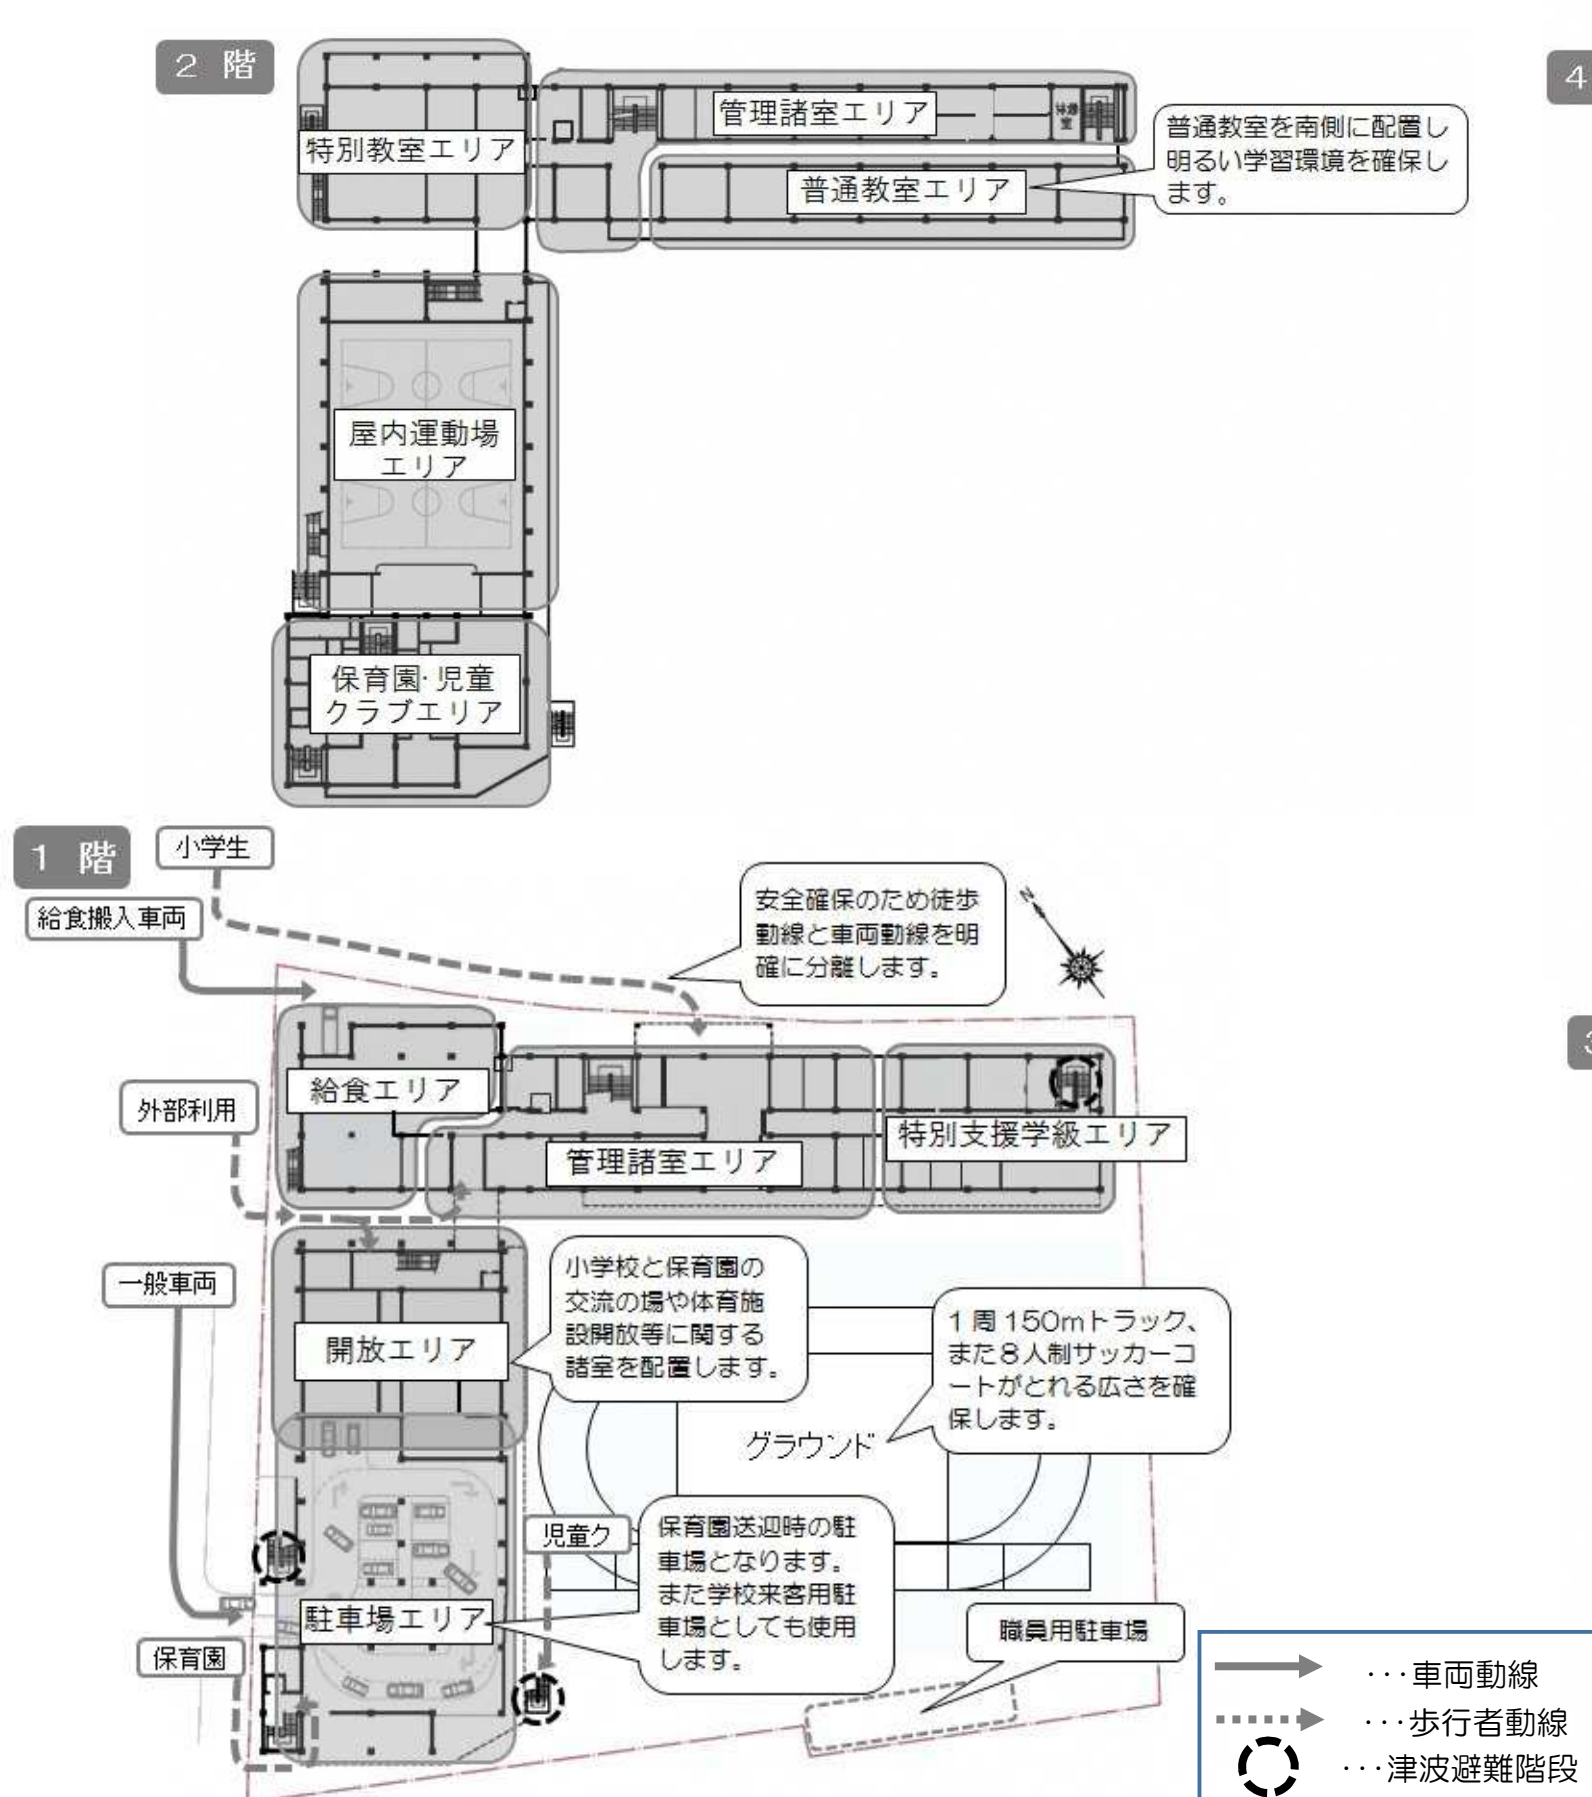 2 階
4
特別教室エリア
管理諸室エリア
普通教室エリア
普通教室を南側に配置し
明るい学習環境を確保し
ます。
屋内運動場
エリア
保育園・児童
クラブエリア
1 階
小学生
給食搬入車両
安全確保のため徒歩
動線と車両動線を明
確に分離します。
N
3
給食エリア
外部利用
管理諸室エリア
特別支援学級エリア
一般車両
開放エリア
小学校と保育園の
交流の場や体育施
設開放等に関する
諸室を配置します。
1周150mトラック、
また8人制サッカーコ
ートがとれる広さを確
保します。
グラウンド
児童ク
保育園送迎時の駐
車場となります。
また学校来客用駐
車場としても使用
します。
駐車場エリア
保育園
職員用駐車場
・・・車両動線
・・・歩行者動線
・・・津波避難階段